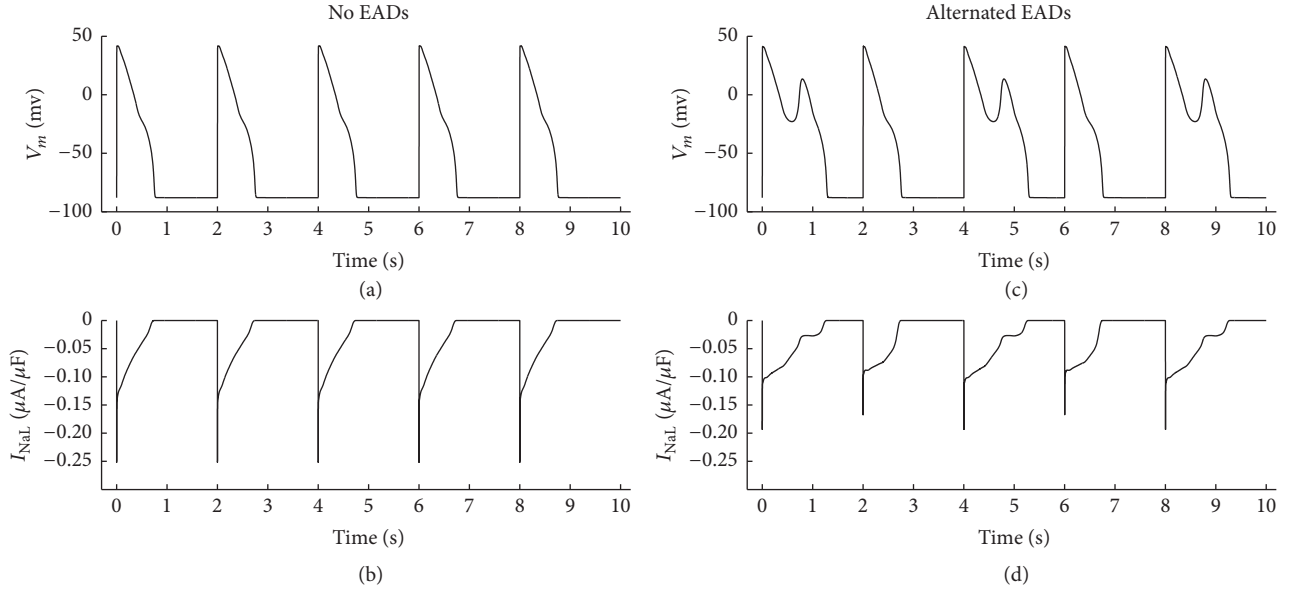 No EADs
50
0
−50
−100
V_m (mv)
0 1 2 3 4 5 6 7 8 9 10
Time (s)
(a)
0
−0.05
−0.10
−0.15
−0.20
−0.25
I_NaL (μA/μF)
0 1 2 3 4 5 6 7 8 9 10
Time (s)
(b)
Alternated EADs
50
0
−50
−100
V_m (mv)
0 1 2 3 4 5 6 7 8 9 10
Time (s)
(c)
0
−0.05
−0.10
−0.15
−0.20
−0.25
I_NaL (μA/μF)
0 1 2 3 4 5 6 7 8 9 10
Time (s)
(d)